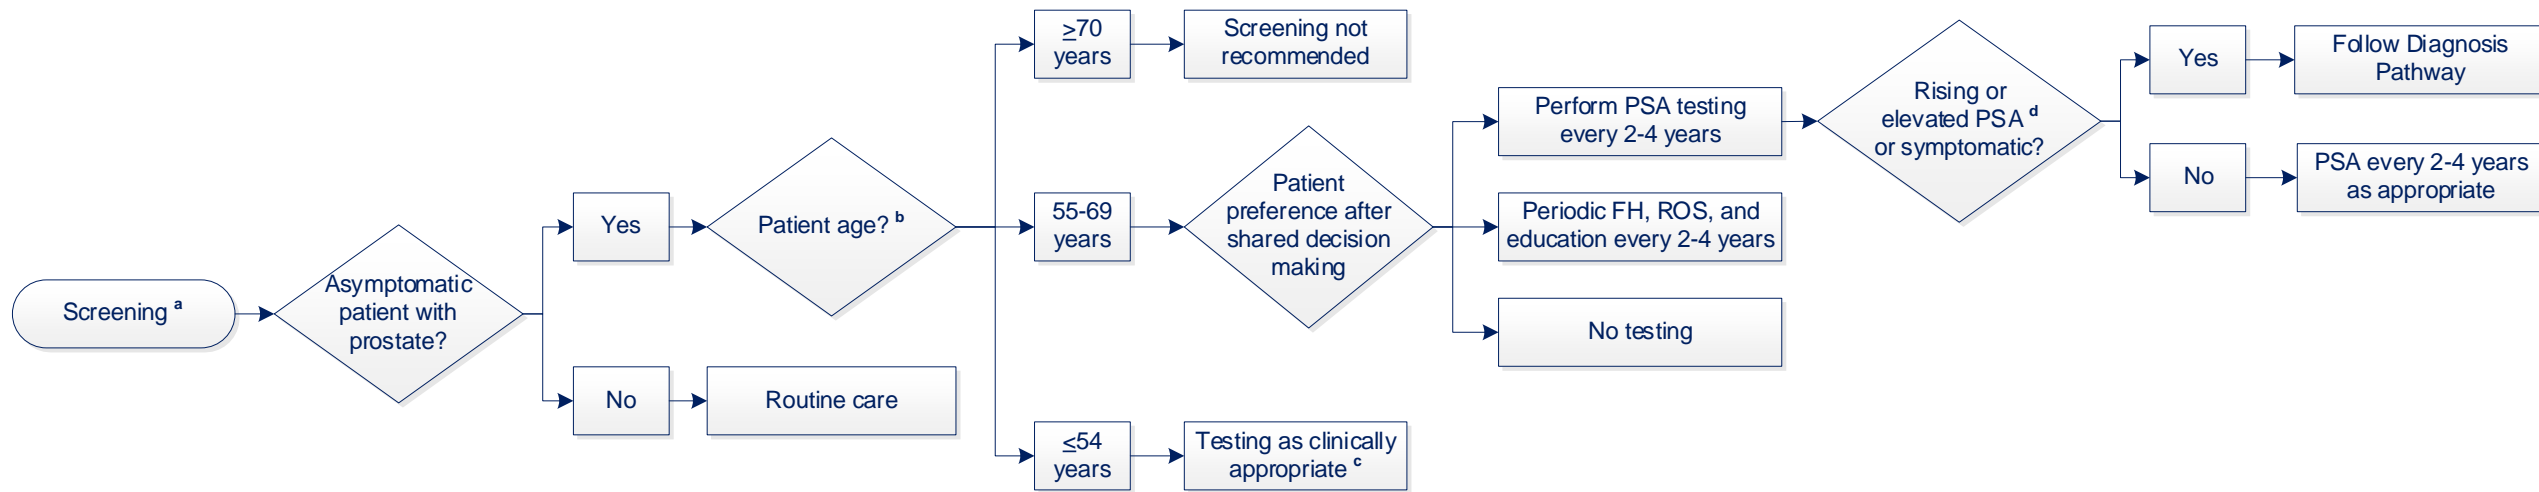 Screening a
Asymptomatic
patient with
prostate?
Yes
No
Routine care
Patient age? b
≥70
years
Screening not
recommended
55-69
years
Patient
preference after
shared decision
making
≤54
years
Testing as clinically
appropriate c
Perform PSA testing
every 2-4 years
Periodic FH, ROS, and
education every 2-4 years
No testing
Rising or
elevated PSA d
or symptomatic?
Yes
Follow Diagnosis
Pathway
No
PSA every 2-4 years
as appropriate